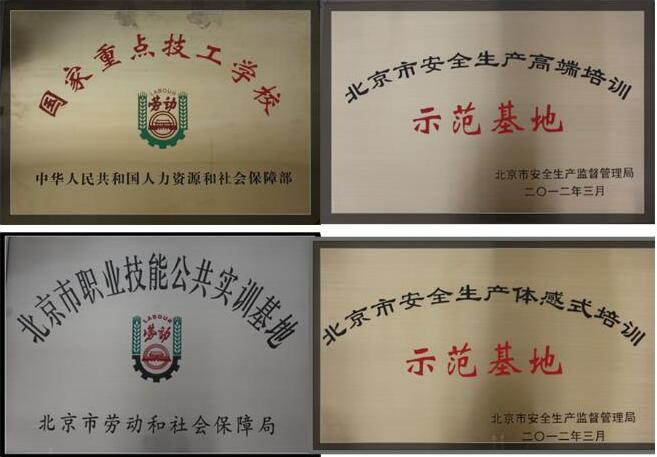 国家重点技工学校
LABOUR
劳动
中华人民共和国人力资源和社会保障部
北京市安全生产高端培训
示范基地
北京市安全生产监督管理局
二〇一二年三月
北京市职业技能公共实训基地
LABOUR
劳动
北京市劳动和社会保障局
北京市安全生产体感式培训
示范基地
北京市安全生产监督管理局
二〇一二年三月